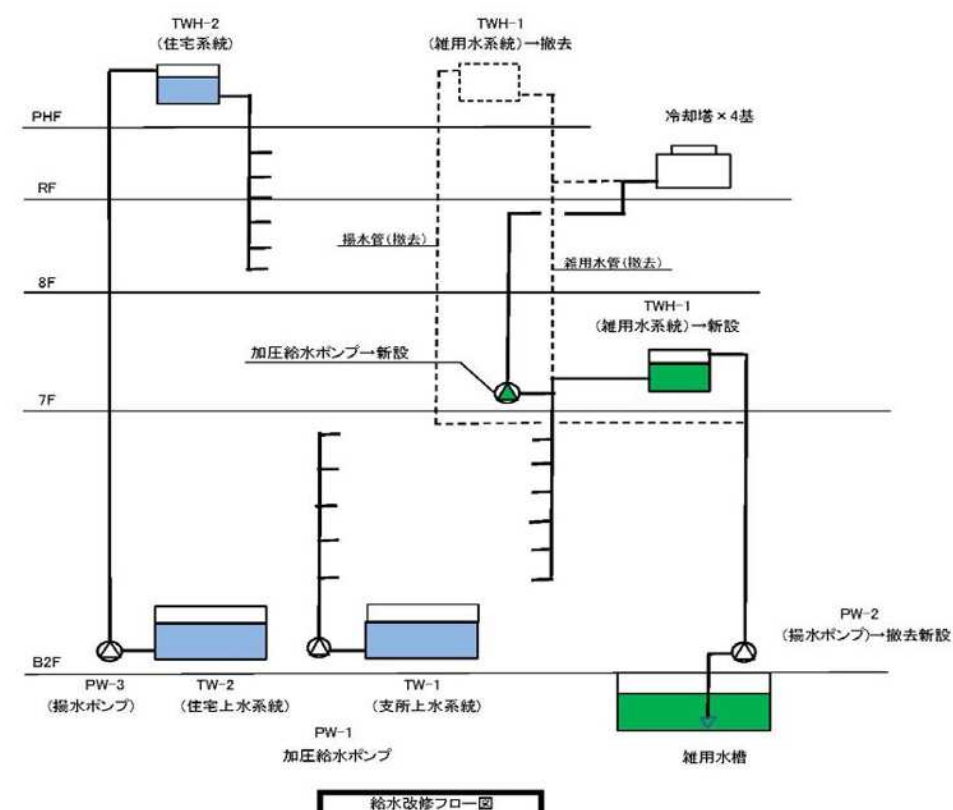 TWH-2
(住宅系統)
TWH-1
(雑用水系統)→撤去
PHF
冷却塔×4基
RF
揚水管(撤去)
雑用水管(撤去)
8F
TWH-1
(雑用水系統)→新設
加圧給水ポンプ→新設
7F
PW-2
(揚水ポンプ)→撤去新設
B2F
PW-3
(揚水ポンプ)
TW-2
(住宅上水系統)
TW-1
(支所上水系統)
PW-1
加圧給水ポンプ
雑用水槽
給水改修フロー図